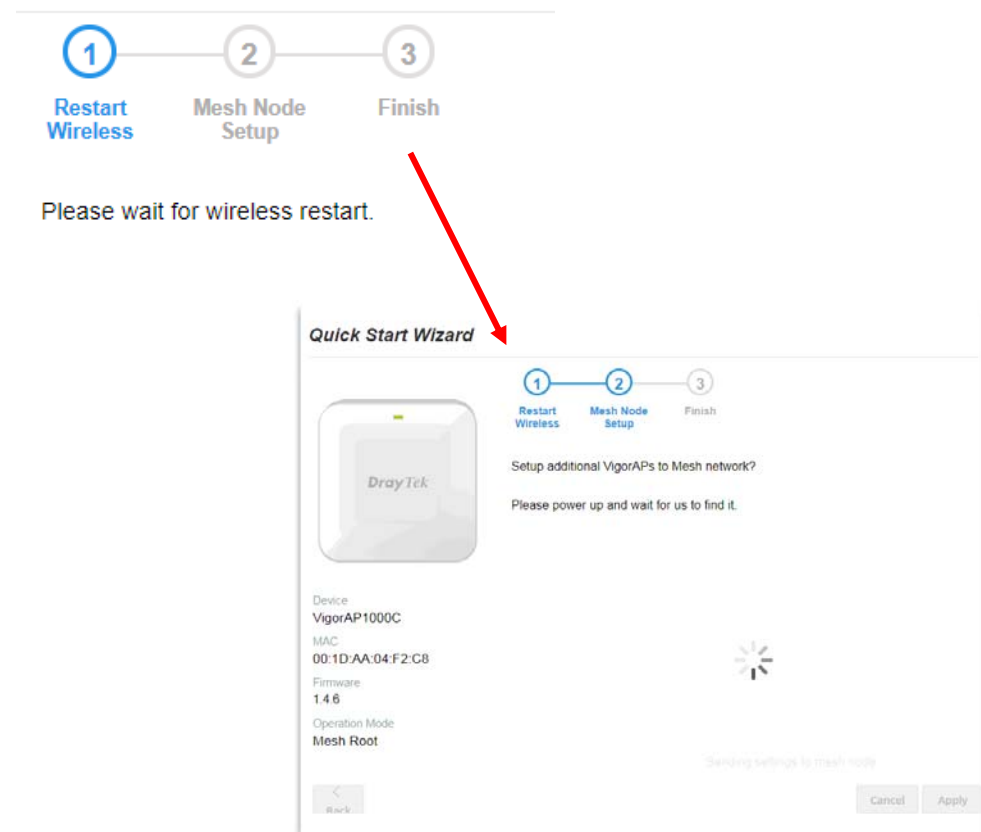 1 2 3
Restart Wireless
Mesh Node Setup
Finish
Please wait for wireless restart.
Quick Start Wizard
1 2 3
Restart Wireless
Mesh Node Setup
Finish
DrayTek
Setup additional VigorAPs to Mesh network?
Please power up and wait for us to find it.
Device
VigorAP1000C
MAC
00:1D:AA:04:F2:C8
Firmware
1.4.6
Operation Mode
Mesh Root
Sending settings to mesh node
< Back
Cancel Apply